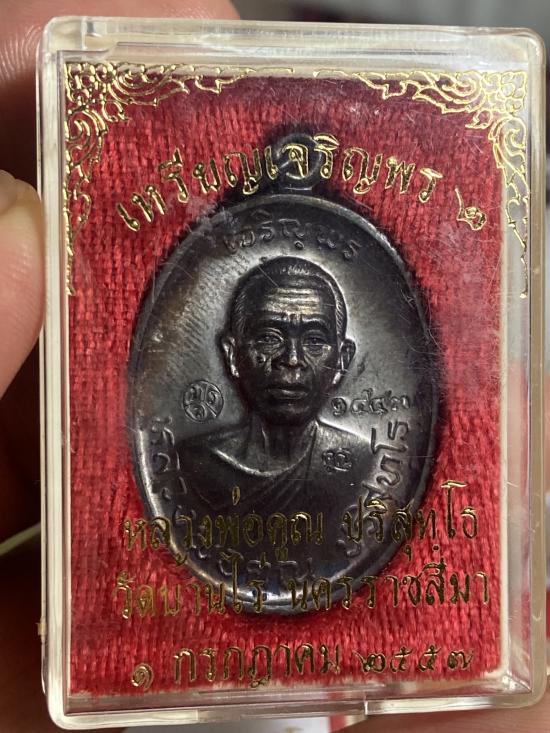 เหรียญเจริญพร ๒
เจริญพร
๑๔๔๓
หลวงพ่อคูณ ปริสุทฺโธ
วัดบ้านไร่ นครราชสีมา
๑ กรกฎาคม ๒๕๕๗